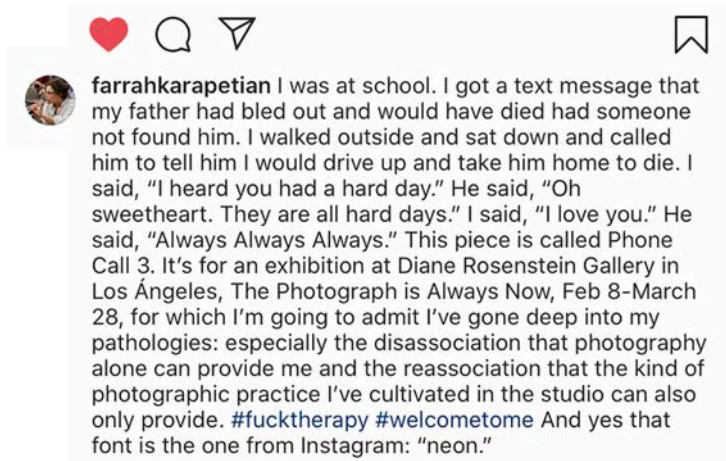 farrahkarapetian I was at school. I got a text message that
my father had bled out and would have died had someone
not found him. I walked outside and sat down and called
him to tell him I would drive up and take him home to die. I
said, “I heard you had a hard day.” He said, “Oh
sweetheart. They are all hard days.” I said, “I love you.” He
said, “Always Always Always.” This piece is called Phone
Call 3. It’s for an exhibition at Diane Rosenstein Gallery in
Los Ángeles, The Photograph is Always Now, Feb 8-March
28, for which I’m going to admit I’ve gone deep into my
pathologies: especially the disassociation that photography
alone can provide me and the reassociation that the kind of
photographic practice I’ve cultivated in the studio can also
only provide. #fucktherapy #welcometome And yes that
font is the one from Instagram: “neon.”